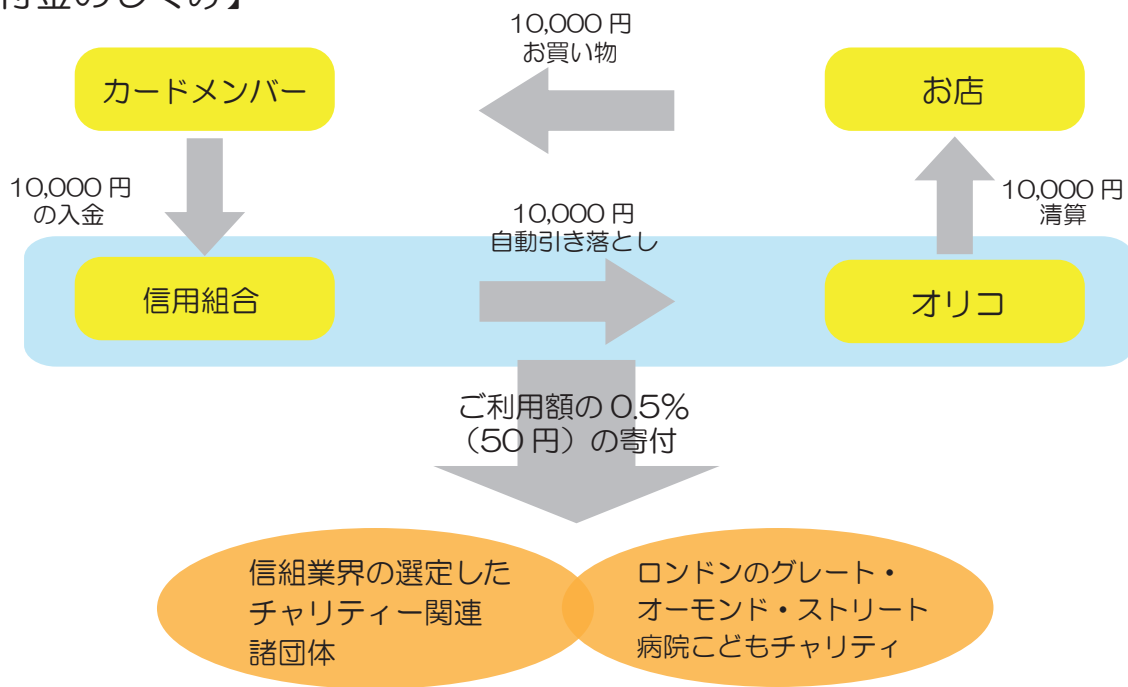 金のしくみ】
10,000 円
お買い物
カードメンバー
お店
10,000 円
の入金
10,000 円
自動引き落とし
10,000 円
清算
信用組合
オリコ
ご利用額の 0.5%
（50 円）の寄付
信組業界の選定した
チャリティー関連
諸団体
ロンドンのグレート・
オーモンド・ストリート
病院こどもチャリティ